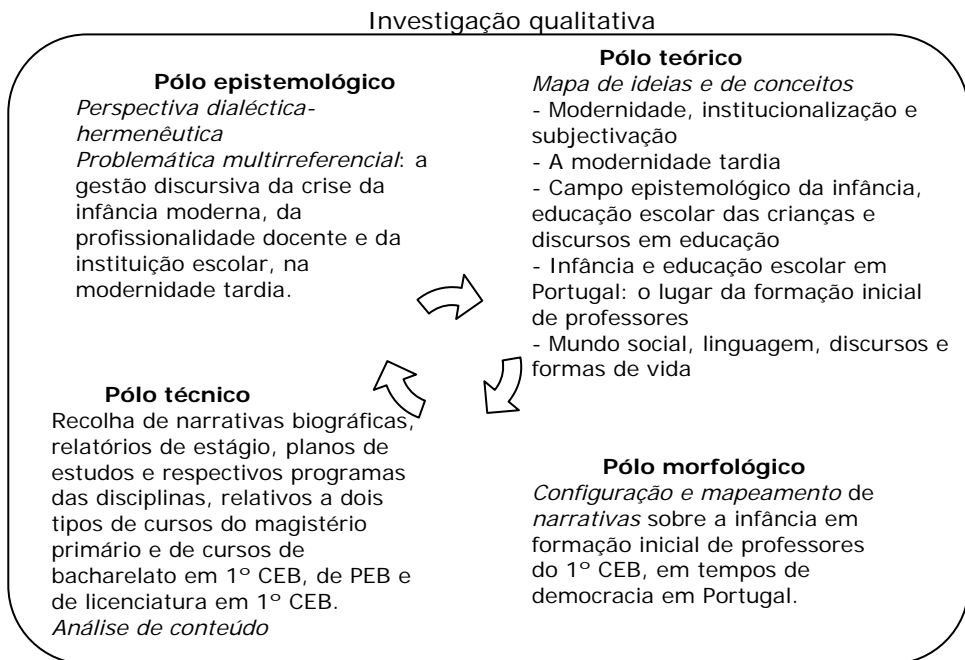 Investigação qualitativa
Pólo epistemológico
Perspectiva dialéctica-
hermenêutica
Problemática multirreferencial: a
gestão discursiva da crise da
infância moderna, da
profissionalidade docente e da
instituição escolar, na
modernidade tardia.
Pólo teórico
Mapa de ideias e de conceitos
- Modernidade, institucionalização e
subjectivação
- A modernidade tardia
- Campo epistemológico da infância,
educação escolar das crianças e
discursos em educação
- Infância e educação escolar em
Portugal: o lugar da formação inicial
de professores
- Mundo social, linguagem, discursos e
formas de vida
Pólo técnico
Recolha de narrativas biográficas,
relatórios de estágio, planos de
estudos e respectivos programas
das disciplinas, relativos a dois
tipos de cursos do magistério
primário e de cursos de
bacharelato em 1º CEB, de PEB e
de licenciatura em 1º CEB.
Análise de conteúdo
Pólo morfológico
Configuração e mapeamento de
narrativas sobre a infância em
formação inicial de professores
do 1º CEB, em tempos de
democracia em Portugal.